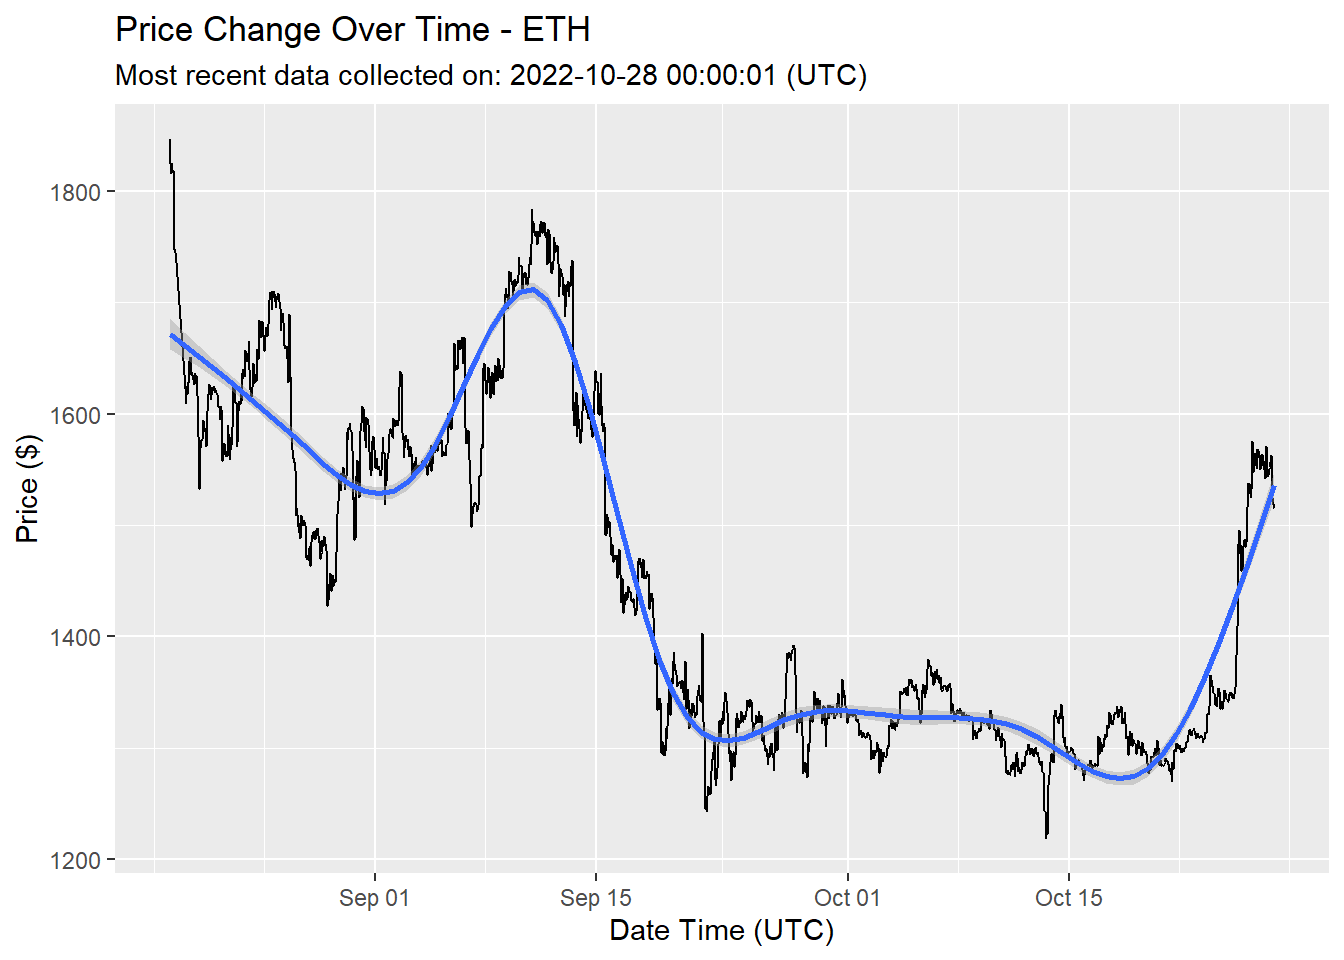 Price Change Over Time - ETH
Most recent data collected on: 2022-10-28 00:00:01 (UTC)
1800
1600
1400
1200
Price ($)
Sep 01
Sep 15
Oct 01
Oct 15
Date Time (UTC)